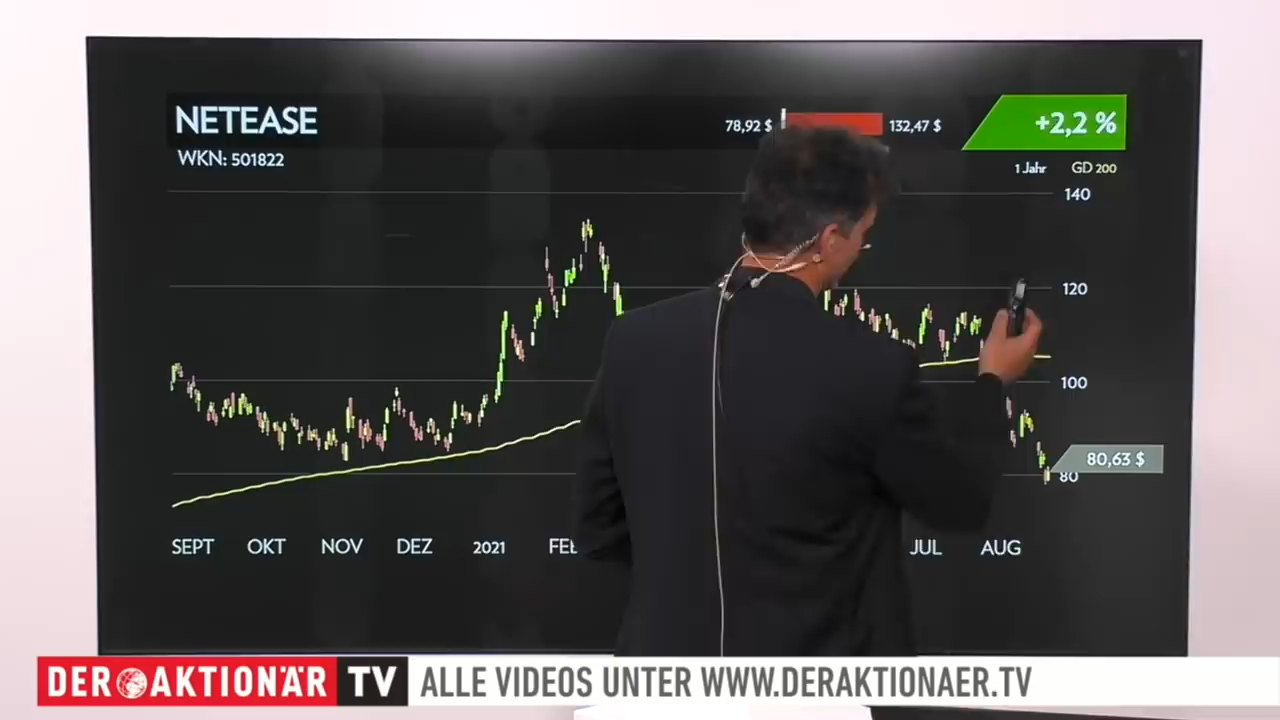 NETEASE
WKN: 501822
78,92 $ 132,47 $
+2,2 %
1 Jahr GD 200
140
120
100
80,63 $
80
SEPT OKT NOV DEZ 2021 JUL AUG
DER AKTIONÄR TV ALLE VIDEOS UNTER WWW.DERAKTIONAER.TV